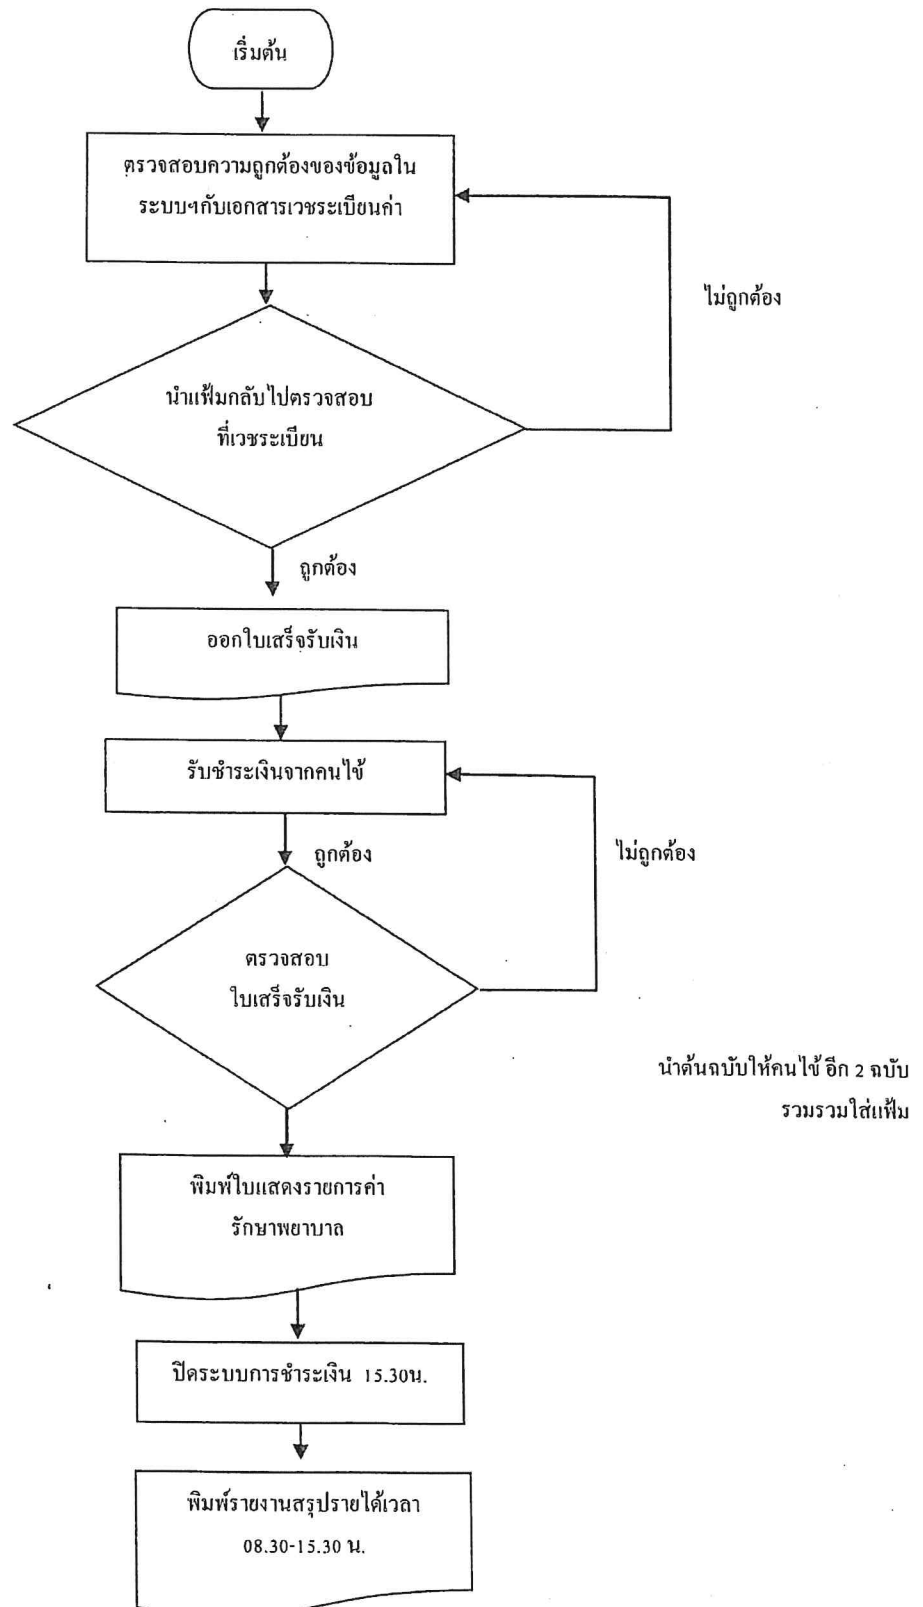 เริ่มต้น
ตรวจสอบความถูกต้องของข้อมูลใน
ระบบฯกับเอกสารเวชระเบียนค่า
ไม่ถูกต้อง
นำแฟ้มกลับไปตรวจสอบ
ที่เวชระเบียน
ถูกต้อง
ออกใบเสร็จรับเงิน
รับชำระเงินจากคนไข้
ถูกต้อง
ไม่ถูกต้อง
ตรวจสอบ
ใบเสร็จรับเงิน
นำต้นฉบับให้คนไข้ อีก 2 ฉบับ
รวมรวมใส่แฟ้ม
พิมพ์ใบแสดงรายการค่า
รักษาพยาบาล
ปิดระบบการชำระเงิน 15.30น.
พิมพ์รายงานสรุปรายได้เวลา
08.30-15.30 น.